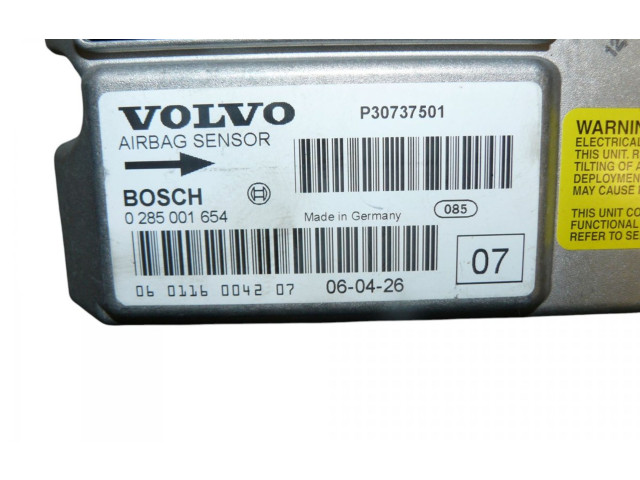 VOLVO
P30737501
AIRBAG SENSOR
BOSCH
0 285 001 654
Made in Germany
085
06 0116 0042 07
06-04-26
07
WARNIN
ELECTRICAL
THIS UNIT. R
TILTING OF A
DEPLOYMEN
MAY CAUSE
THIS UNIT CO
FUNCTIONAL
REFER TO SE